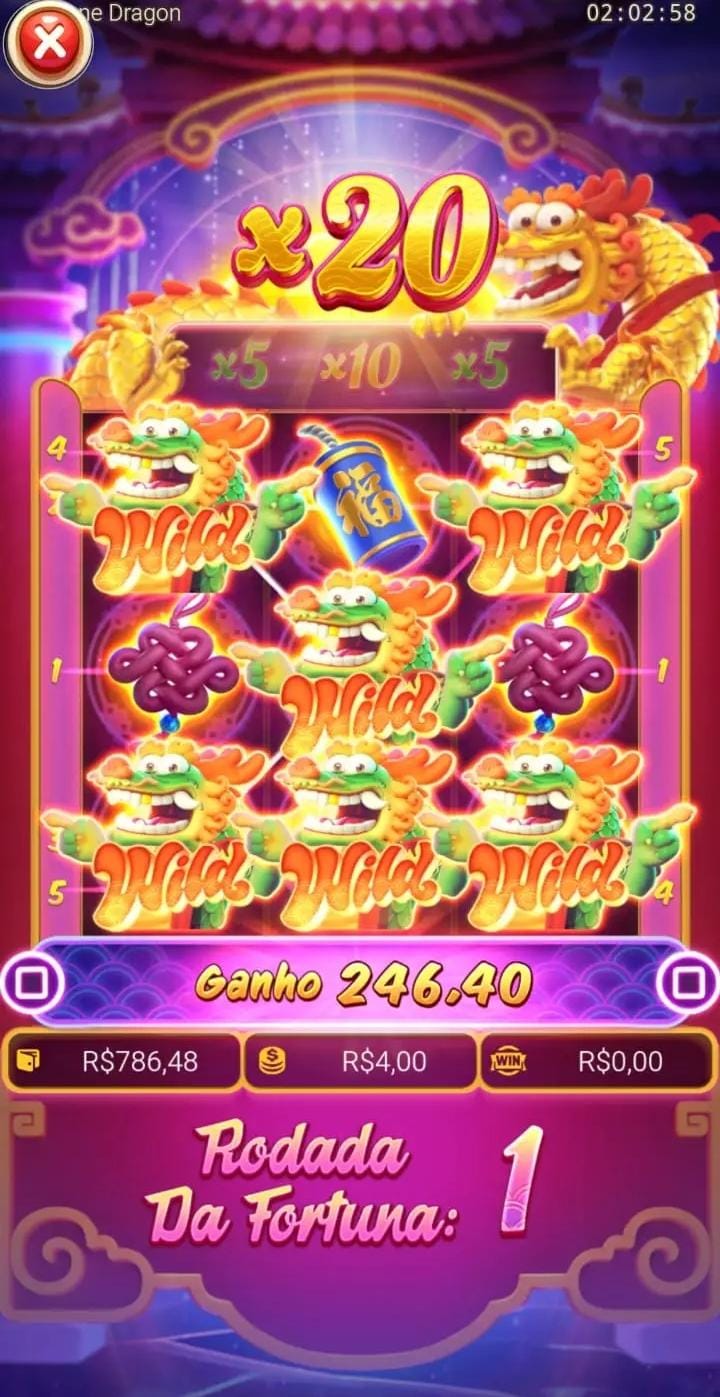 ne Dragon
02:02:58
x20
x5 x10 x5
4
5
福
Wild
Wild
1
1
Wild
5
4
Wild
Wild
Wild
Ganho 246,40
R$786,48
R$4,00
WIN
R$0,00
Rodada
Da Fortuna: 1